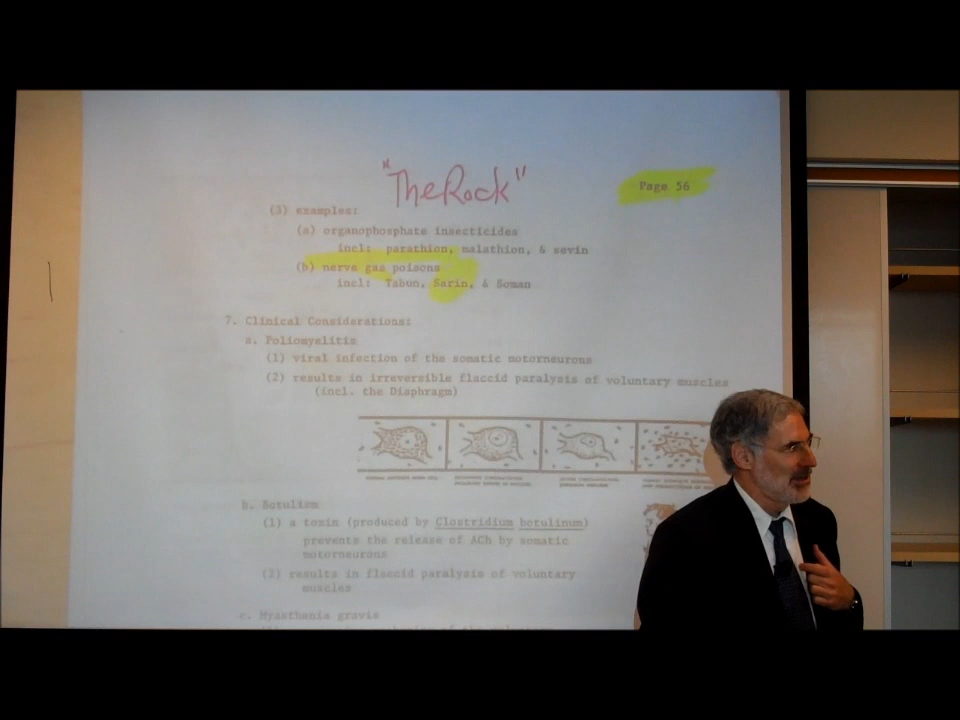 "The Rock"
Page 56
(3) examples:
(a) organophosphate insecticides
incl: parathion, malathion, & sevin
(b) nerve gas poisons
incl: Tabun, Sarin, & Soman
7. Clinical Considerations:
a. Poliomyelitis
(1) viral infection of the somatic motorneurons
(2) results in irreversible flaccid paralysis of voluntary muscles
(incl. the Diaphragm)
b. Botulism
(1) a toxin (produced by Clostridium botulinum)
prevents the release of ACh by somatic
motorneurons
(2) results in flaccid paralysis of voluntary
muscles
c. Myasthenia gravis